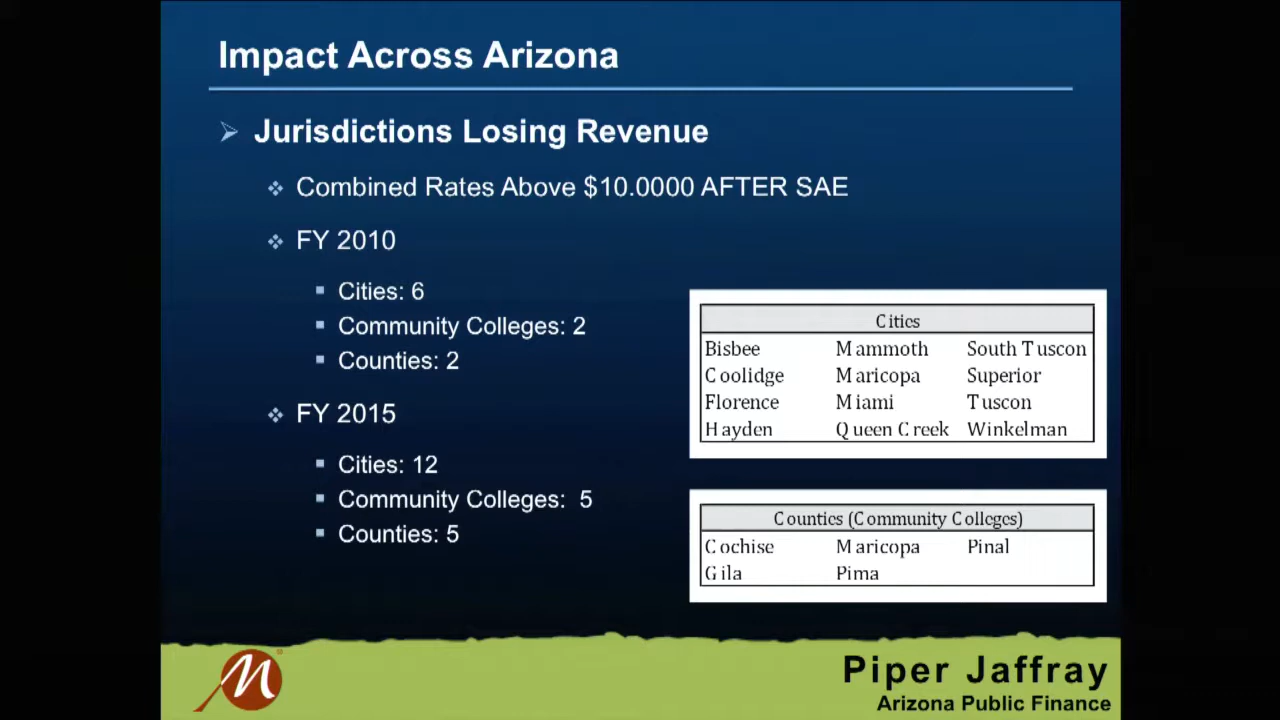 Impact Across Arizona
Jurisdictions Losing Revenue
Combined Rates Above $10.0000 AFTER SAE
FY 2010
Cities: 6
Community Colleges: 2
Counties: 2
FY 2015
Cities: 12
Community Colleges: 5
Counties: 5
Cities
Bisbee Mammoth South Tuscon
Coolidge Maricopa Superior
Florence Miami Tuscon
Hayden Queen Creek Winkelman
Counties (Community Colleges)
Cochise Maricopa Pinal
Gila Pima
M
Piper Jaffray
Arizona Public Finance